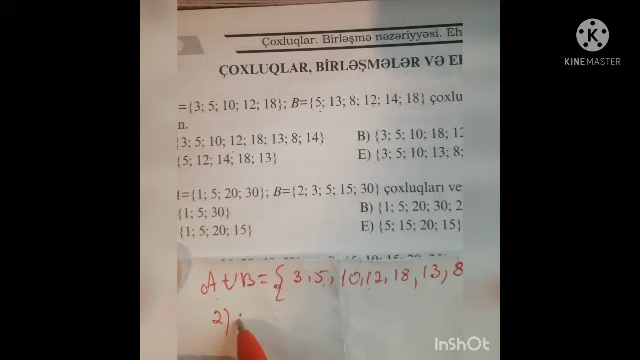 Çoxluqlar. Birləşmə nəzəriyyəsi. Eh
ÇOXLUQLAR, BİRLƏŞMƏLƏR VƏ EH
={3; 5; 10; 12; 18}; B={5; 13; 8; 12; 14; 18} çoxlu
n.
{3; 5; 10; 12; 18; 13; 8; 14}
B) {3; 5; 10; 18; 12
{5; 12; 14; 18; 13}
E) {3; 5; 10; 13; 8;
={1; 5; 20; 30}; B={2; 3; 5; 15; 30} çoxluqları ve
{1; 5; 30}
B) {1; 5; 20; 30; 2
{1; 5; 20; 15}
E) {5; 15; 20; 15}
A ∪ B = { 3, 5, 10, 12, 18, 13, 8
2)
KINEMASTER
InShOt